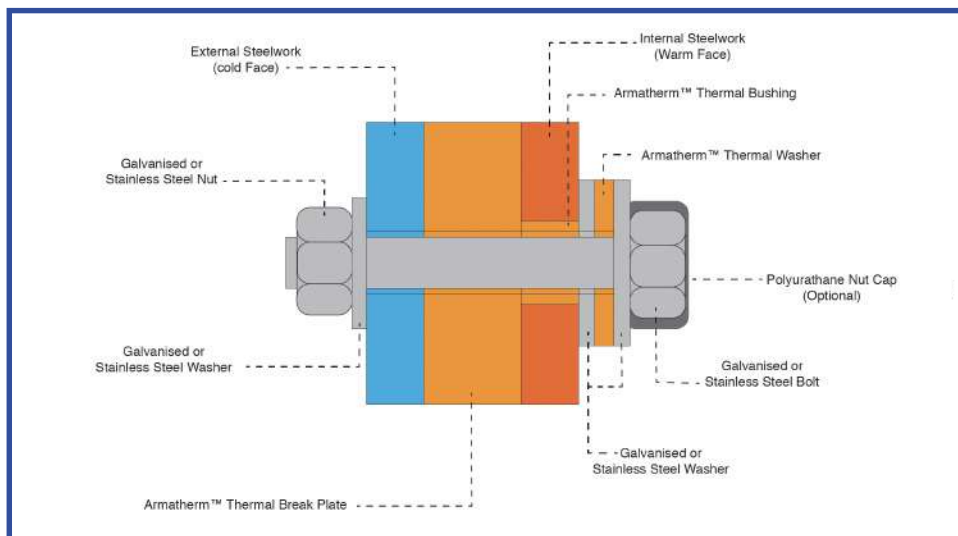 External Steelwork
(cold Face)
Internal Steelwork
(Warm Face)
Armatherm™ Thermal Bushing
Armatherm™ Thermal Washer
Galvanised or
Stainless Steel Nut
Polyurathane Nut Cap
(Optional)
Galvanised or
Stainless Steel Washer
Galvanised or
Stainless Steel Bolt
Galvanised or
Stainless Steel Washer
Armatherm™ Thermal Break Plate